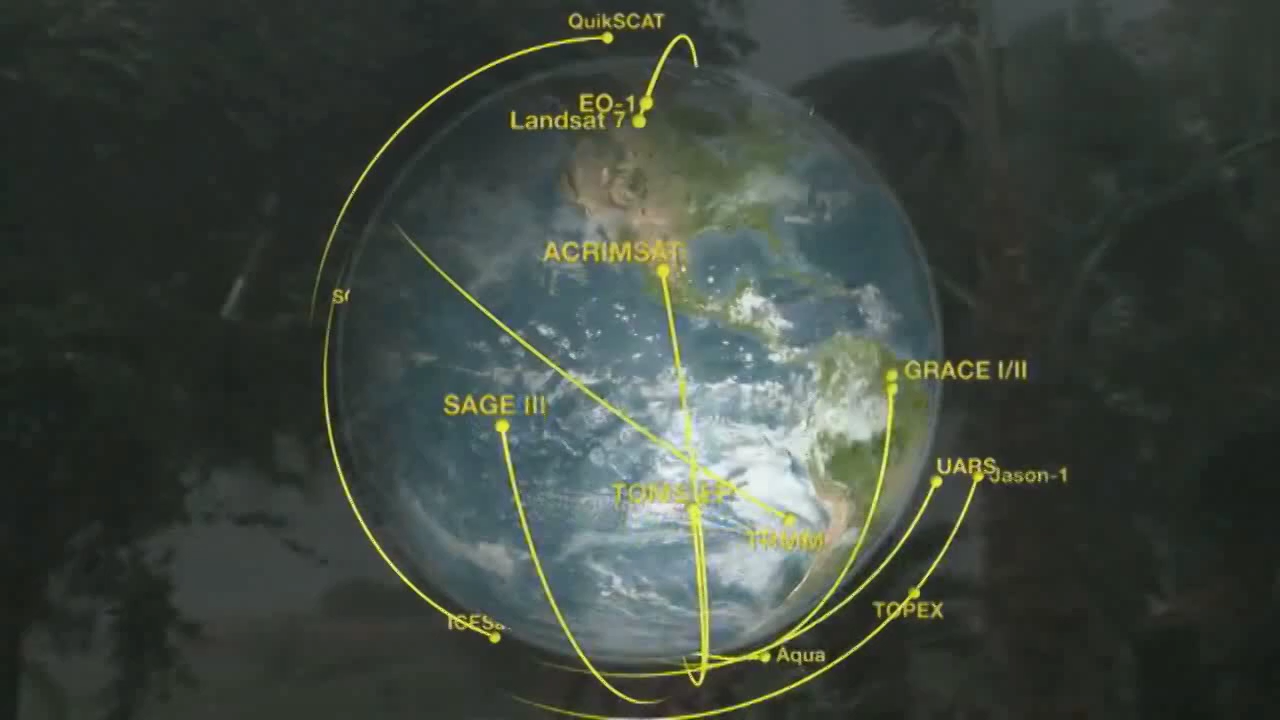 QuikSCAT
EO-1
Landsat 7
ACRIMSAT
GRACE I/II
SAGE III
UARS
Jason-1
TOMS-EP
TRMM
TOPEX
Aqua